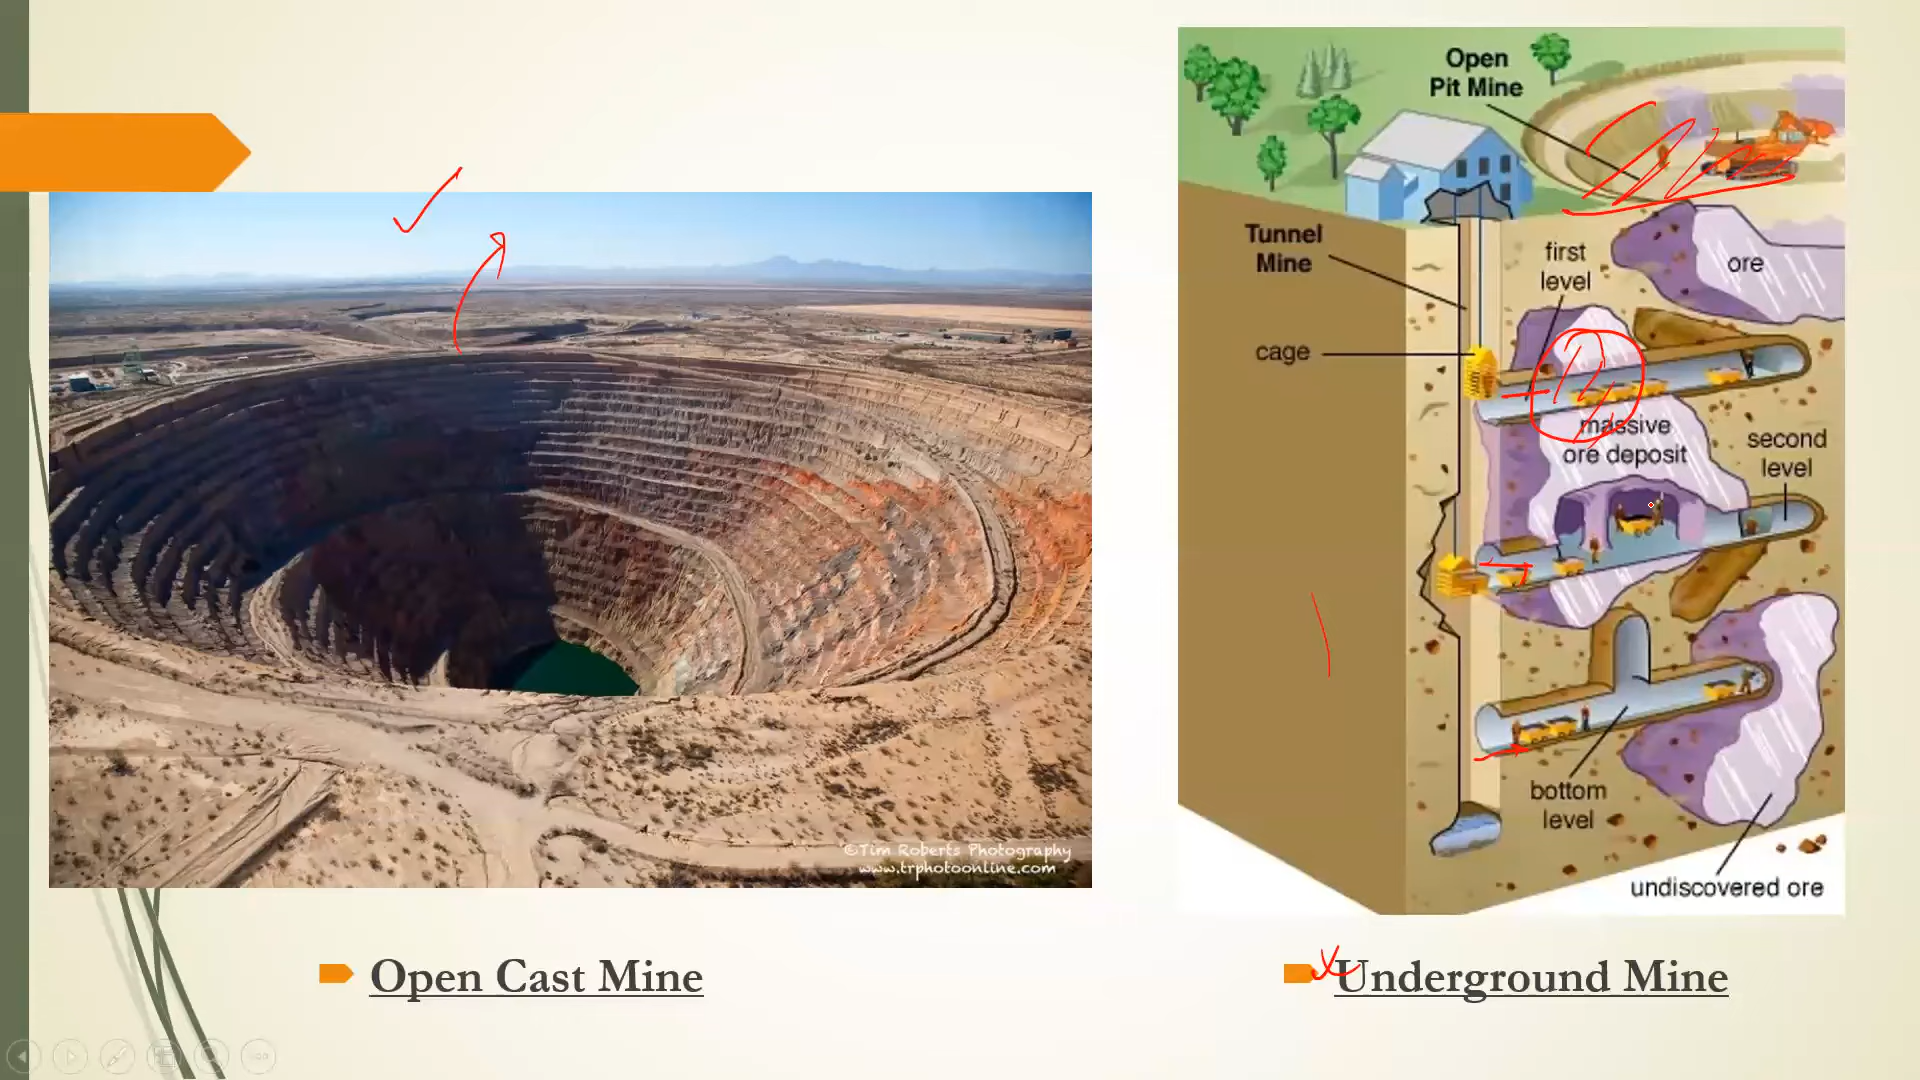 Open
Pit Mine
Tunnel
Mine
first
level
ore
cage
massive
ore deposit
second
level
bottom
level
undiscovered ore
©Tim Roberts Photography
www.trphotoonline.com
Open Cast Mine
Underground Mine